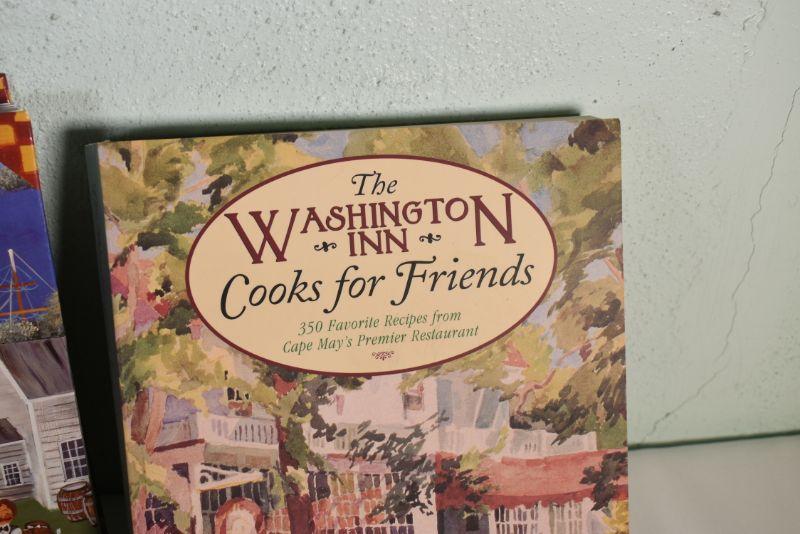 The
WASHINGTON
INN
Cooks for Friends
350 Favorite Recipes from
Cape May's Premier Restaurant